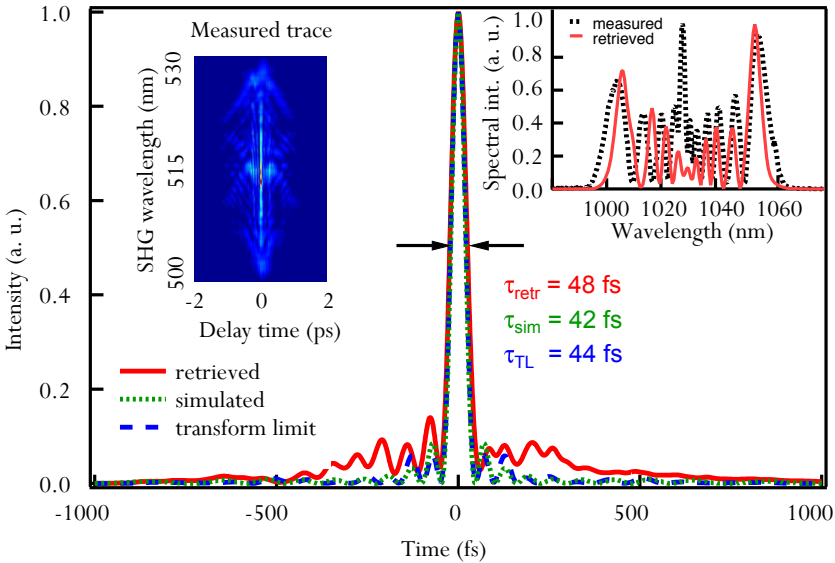 Intensity (a. u.)
1.0
0.8
0.6
0.4
0.2
0.0
-1000
-500
0
500
1000
Time (fs)
Measured trace
SHG wavelength (nm)
530
515
500
-2
0
2
Delay time (ps)
retrieved
simulated
transform limit
τretr = 48 fs
τsim = 42 fs
τTL = 44 fs
Spectral int. (a. u.)
1.0
0.8
0.6
0.4
0.2
0.0
measured
retrieved
1000
1020
1040
1060
Wavelength (nm)